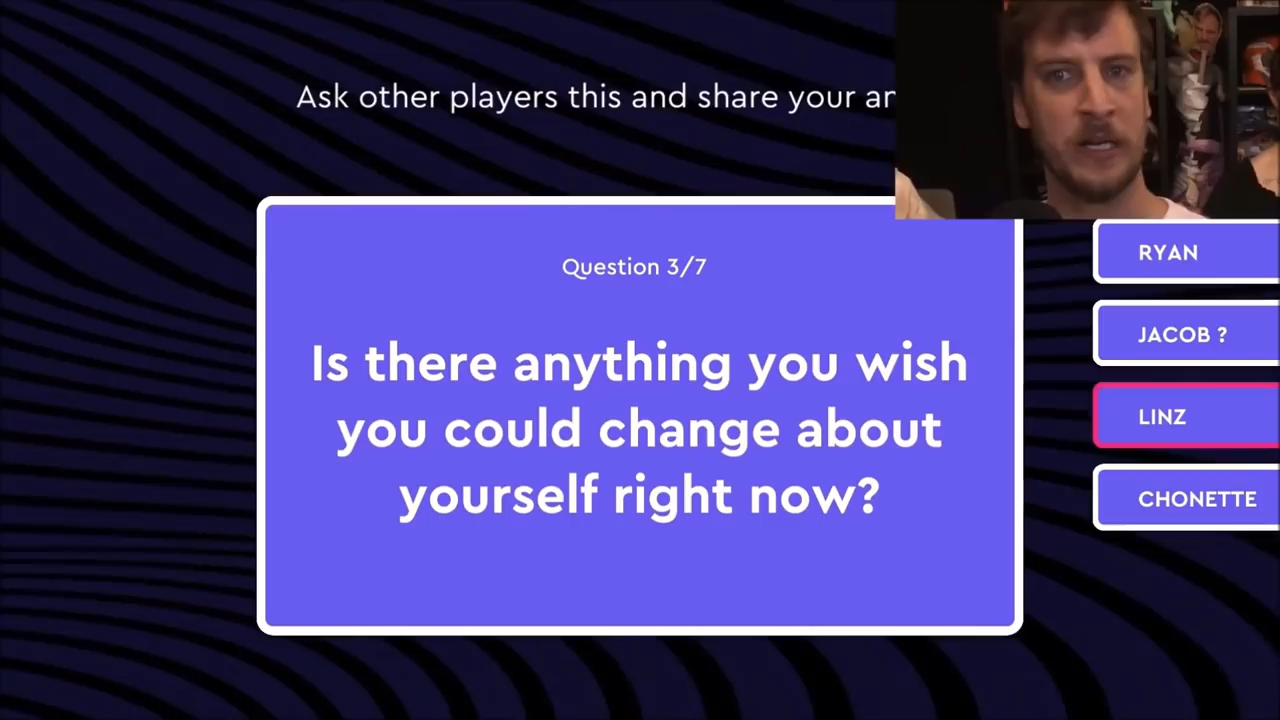 Ask other players this and share your
Question 3/7
Is there anything you wish
you could change about
yourself right now?
RYAN
JACOB ?
LINZ
CHONETTE